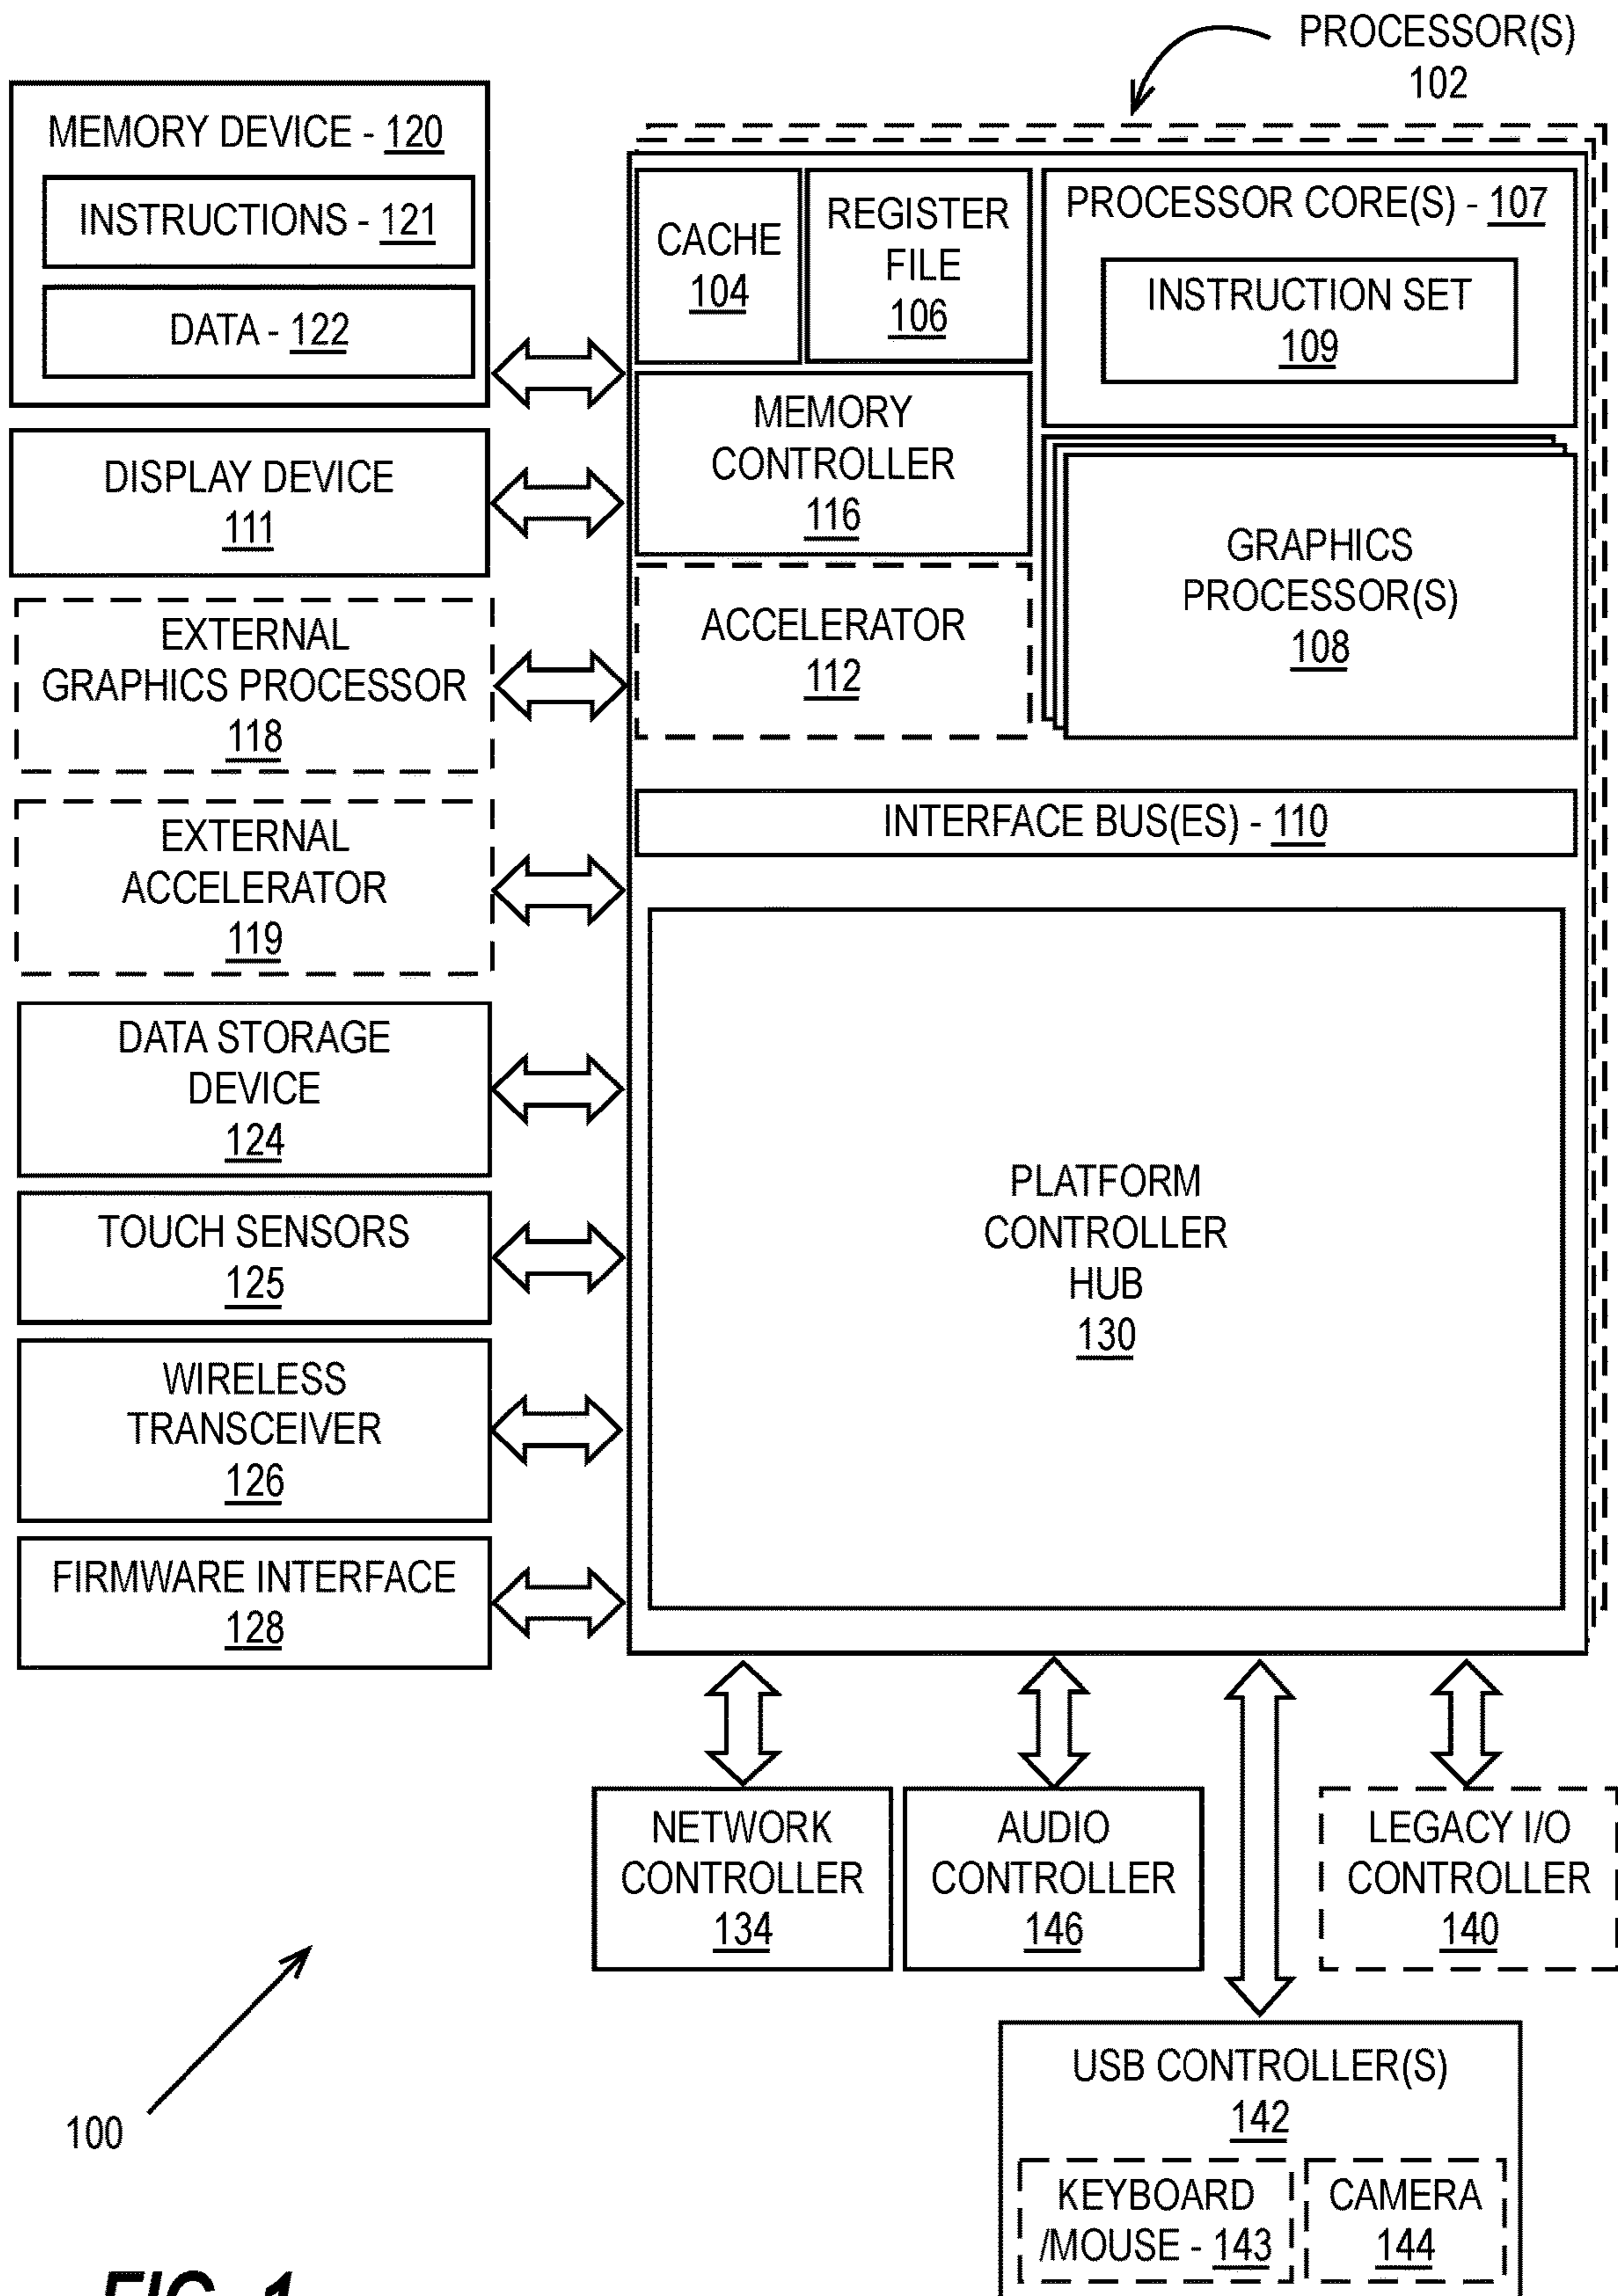 PROCESSOR(S)
102
MEMORY DEVICE - 120
INSTRUCTIONS - 121
DATA - 122
DISPLAY DEVICE
111
EXTERNAL
GRAPHICS PROCESSOR
118
EXTERNAL
ACCELERATOR
119
DATA STORAGE
DEVICE
124
TOUCH SENSORS
125
WIRELESS
TRANSCEIVER
126
FIRMWARE INTERFACE
128
CACHE
104
REGISTER
FILE
106
PROCESSOR CORE(S) - 107
INSTRUCTION SET
109
MEMORY
CONTROLLER
116
GRAPHICS
PROCESSOR(S)
108
ACCELERATOR
112
INTERFACE BUS(ES) - 110
PLATFORM
CONTROLLER
HUB
130
NETWORK
CONTROLLER
134
AUDIO
CONTROLLER
146
LEGACY I/O
CONTROLLER
140
USB CONTROLLER(S)
142
KEYBOARD
/MOUSE - 143
CAMERA
144
100
FIG. 1